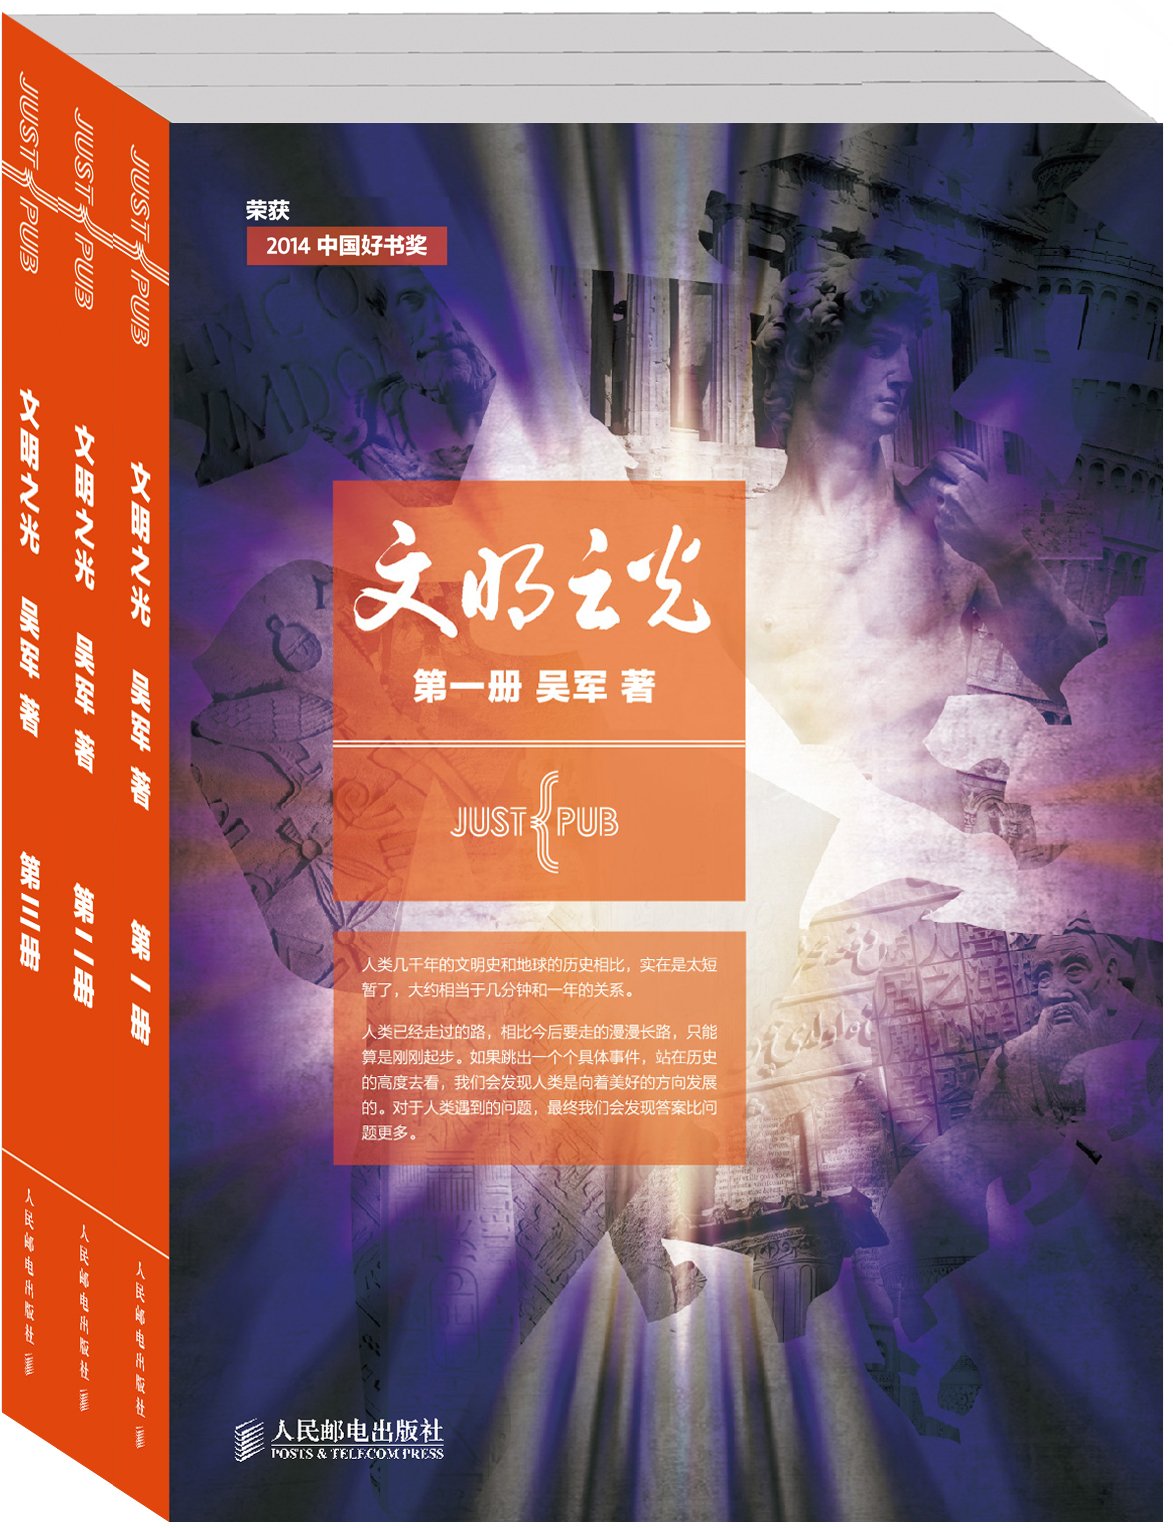 荣获
2014 中国好书奖
文明之光
第一册 吴军 著
JUST PUB
人类几千年的文明史和地球的历史相比，实在是太短
暂了，大约相当于几分钟和一年的关系。
人类已经走过的路，相比今后要走的漫漫长路，只能
算是刚刚起步。如果跳出一个个具体事件，站在历史
的高度去看，我们会发现人类是向着美好的方向发展
的。对于人类遇到的问题，最终我们会发现答案比问
题更多。
人民邮电出版社
POSTS & TELECOM PRESS
JUST PUB
文明之光 吴军 著
第三册
人民邮电出版社
JUST PUB
文明之光 吴军 著
第二册
人民邮电出版社
JUST PUB
文明之光 吴军 著
第一册
人民邮电出版社